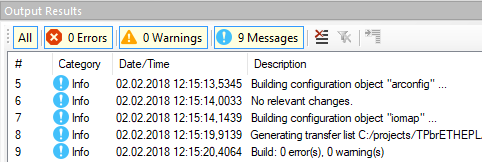 Output Results
All 0 Errors 0 Warnings 9 Messages
# Category Date/Time Description
5 Info 02.02.2018 12:15:13,5345 Building configuration object "arconfig" ...
6 Info 02.02.2018 12:15:14,0033 No relevant changes.
7 Info 02.02.2018 12:15:14,1439 Building configuration object "iomap" ...
8 Info 02.02.2018 12:15:19,9139 Generating transfer list C:/projects/TPbrETHEPL
9 Info 02.02.2018 12:15:20,4064 Build: 0 error(s), 0 warning(s)